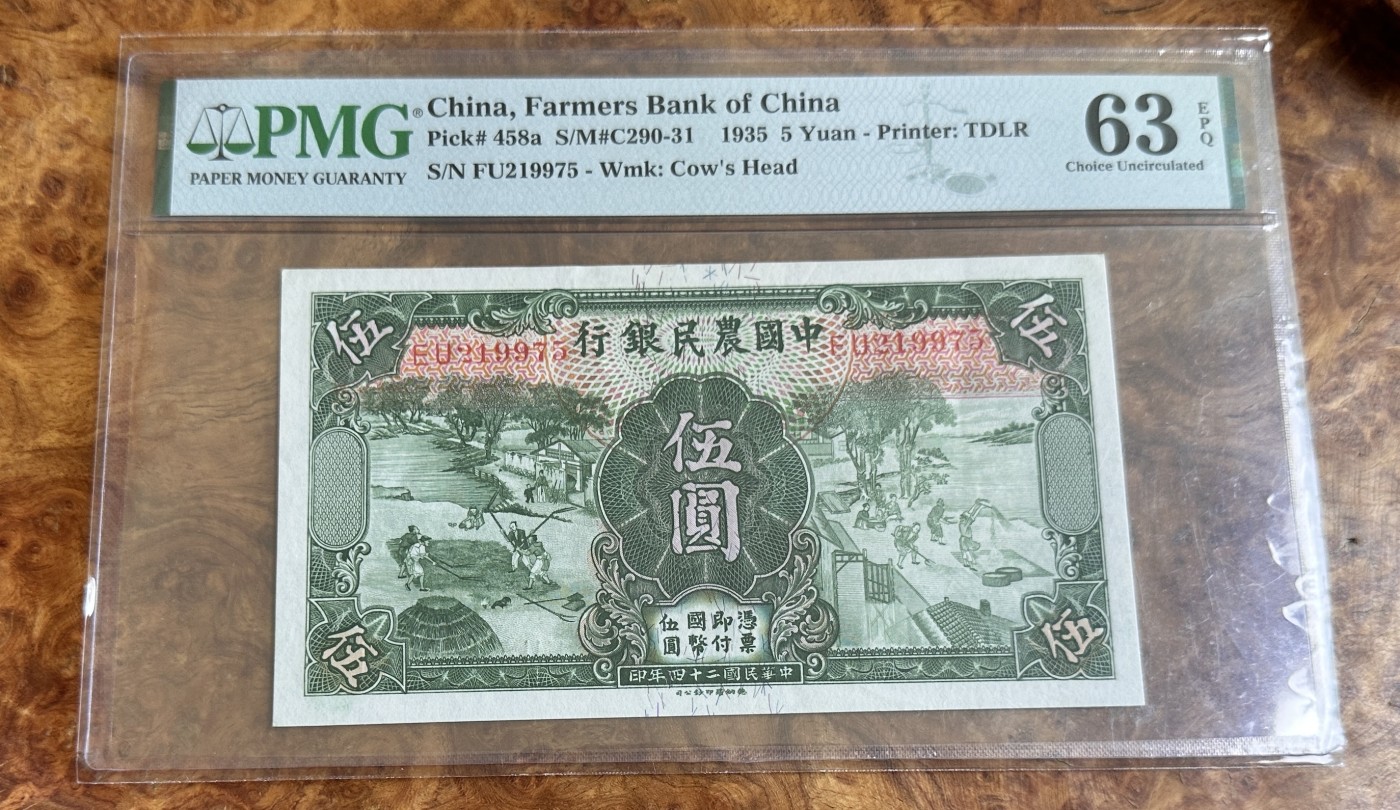 PMG®
PAPER MONEY GUARANTY
China, Farmers Bank of China
Pick# 458a S/M#C290-31 1935 5 Yuan - Printer: TDLR
S/N FU219975 - Wmk: Cow's Head
63
EPQ
Choice Uncirculated
伍
伍
FU219975
行銀民農國中
FU219975
伍圓
憑票
即付
國幣
伍圓
印年四十二國民華中
伍
伍